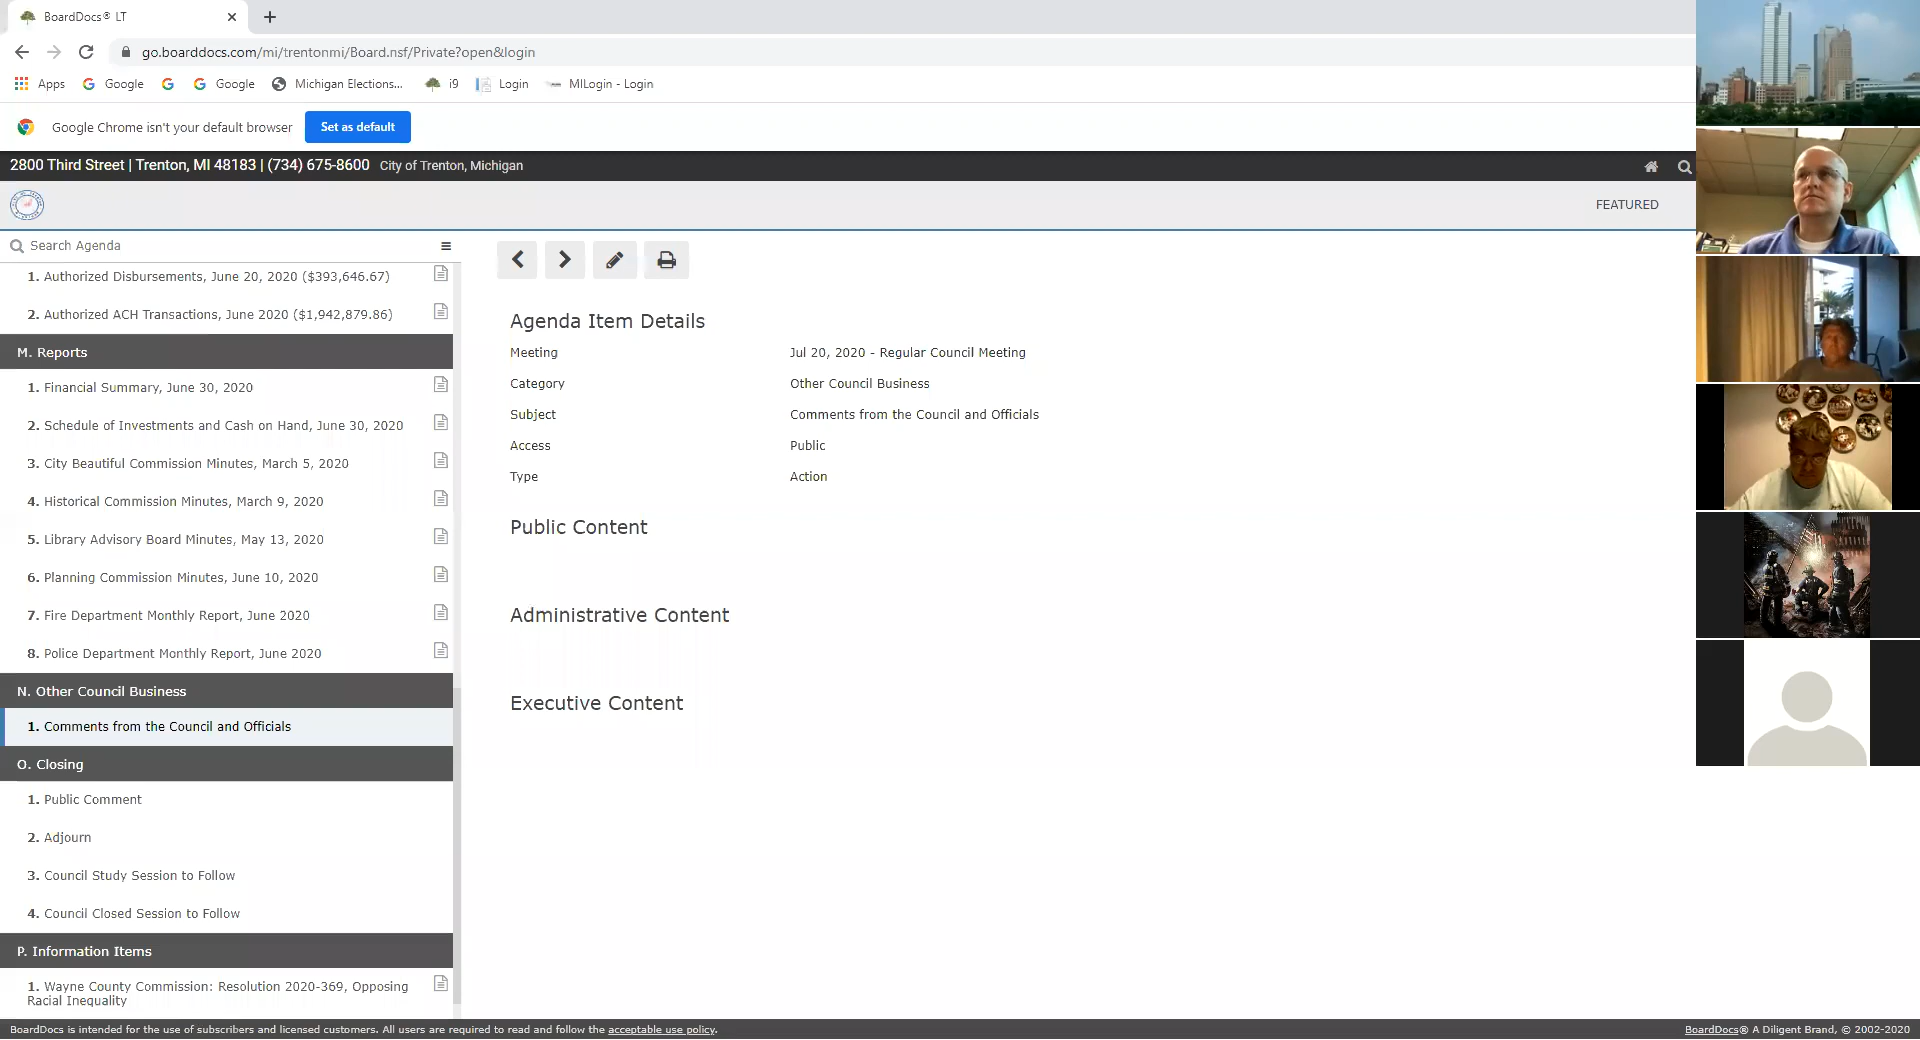 BoardDocs® LT
go.boarddocs.com/mi/trentonmi/Board.nsf/Private?open&login
Apps Google Google Michigan Elections... i9 Login MILogin - Login
Google Chrome isn't your default browser Set as default
2800 Third Street | Trenton, MI 48183 | (734) 675-8600 City of Trenton, Michigan
FEATURED
Search Agenda
1. Authorized Disbursements, June 20, 2020 ($393,646.67)
2. Authorized ACH Transactions, June 2020 ($1,942,879.86)
M. Reports
1. Financial Summary, June 30, 2020
2. Schedule of Investments and Cash on Hand, June 30, 2020
3. City Beautiful Commission Minutes, March 5, 2020
4. Historical Commission Minutes, March 9, 2020
5. Library Advisory Board Minutes, May 13, 2020
6. Planning Commission Minutes, June 10, 2020
7. Fire Department Monthly Report, June 2020
8. Police Department Monthly Report, June 2020
N. Other Council Business
1. Comments from the Council and Officials
O. Closing
1. Public Comment
2. Adjourn
3. Council Study Session to Follow
4. Council Closed Session to Follow
P. Information Items
1. Wayne County Commission: Resolution 2020-369, Opposing
Racial Inequality
Agenda Item Details
Meeting Jul 20, 2020 - Regular Council Meeting
Category Other Council Business
Subject Comments from the Council and Officials
Access Public
Type Action
Public Content
Administrative Content
Executive Content
BoardDocs is intended for the use of subscribers and licensed customers. All users are required to read and follow the acceptable use policy.
BoardDocs® A Diligent Brand, © 2002-2020